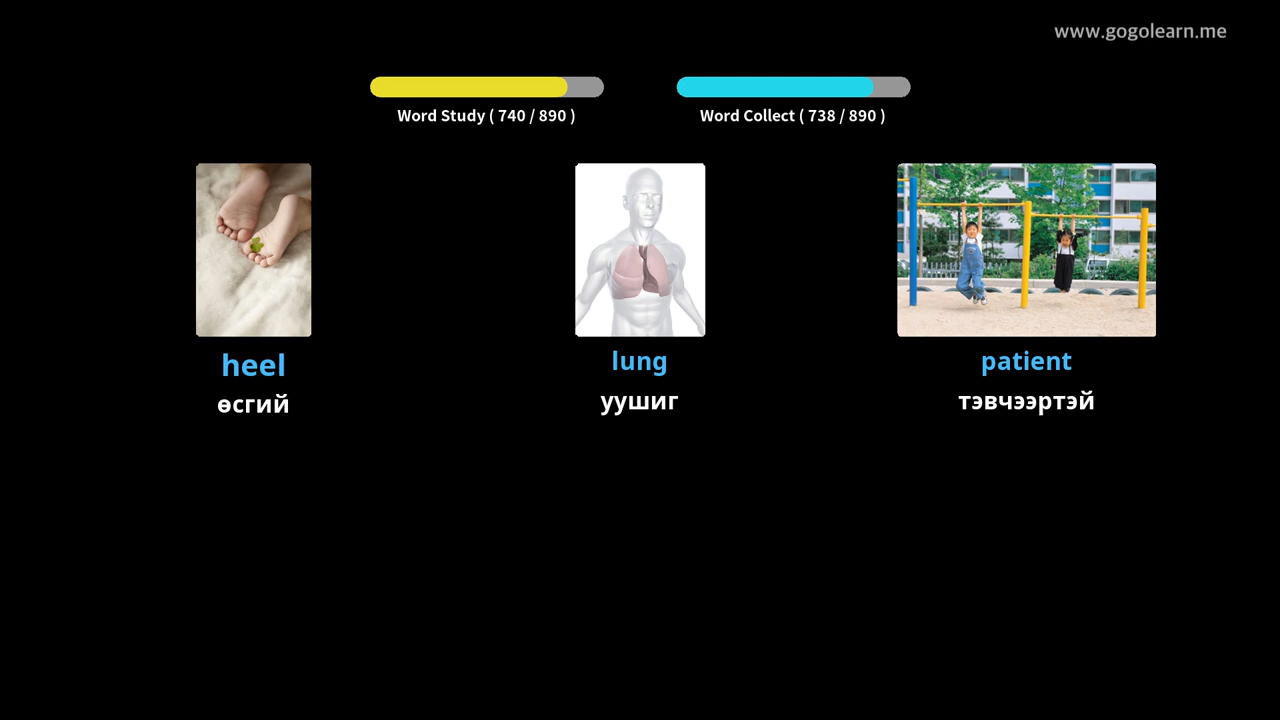 www.gogolearn.me
Word Study ( 740 / 890 )
Word Collect ( 738 / 890 )
heel
lung
patient
өсгий
уушиг
тэвчээртэй